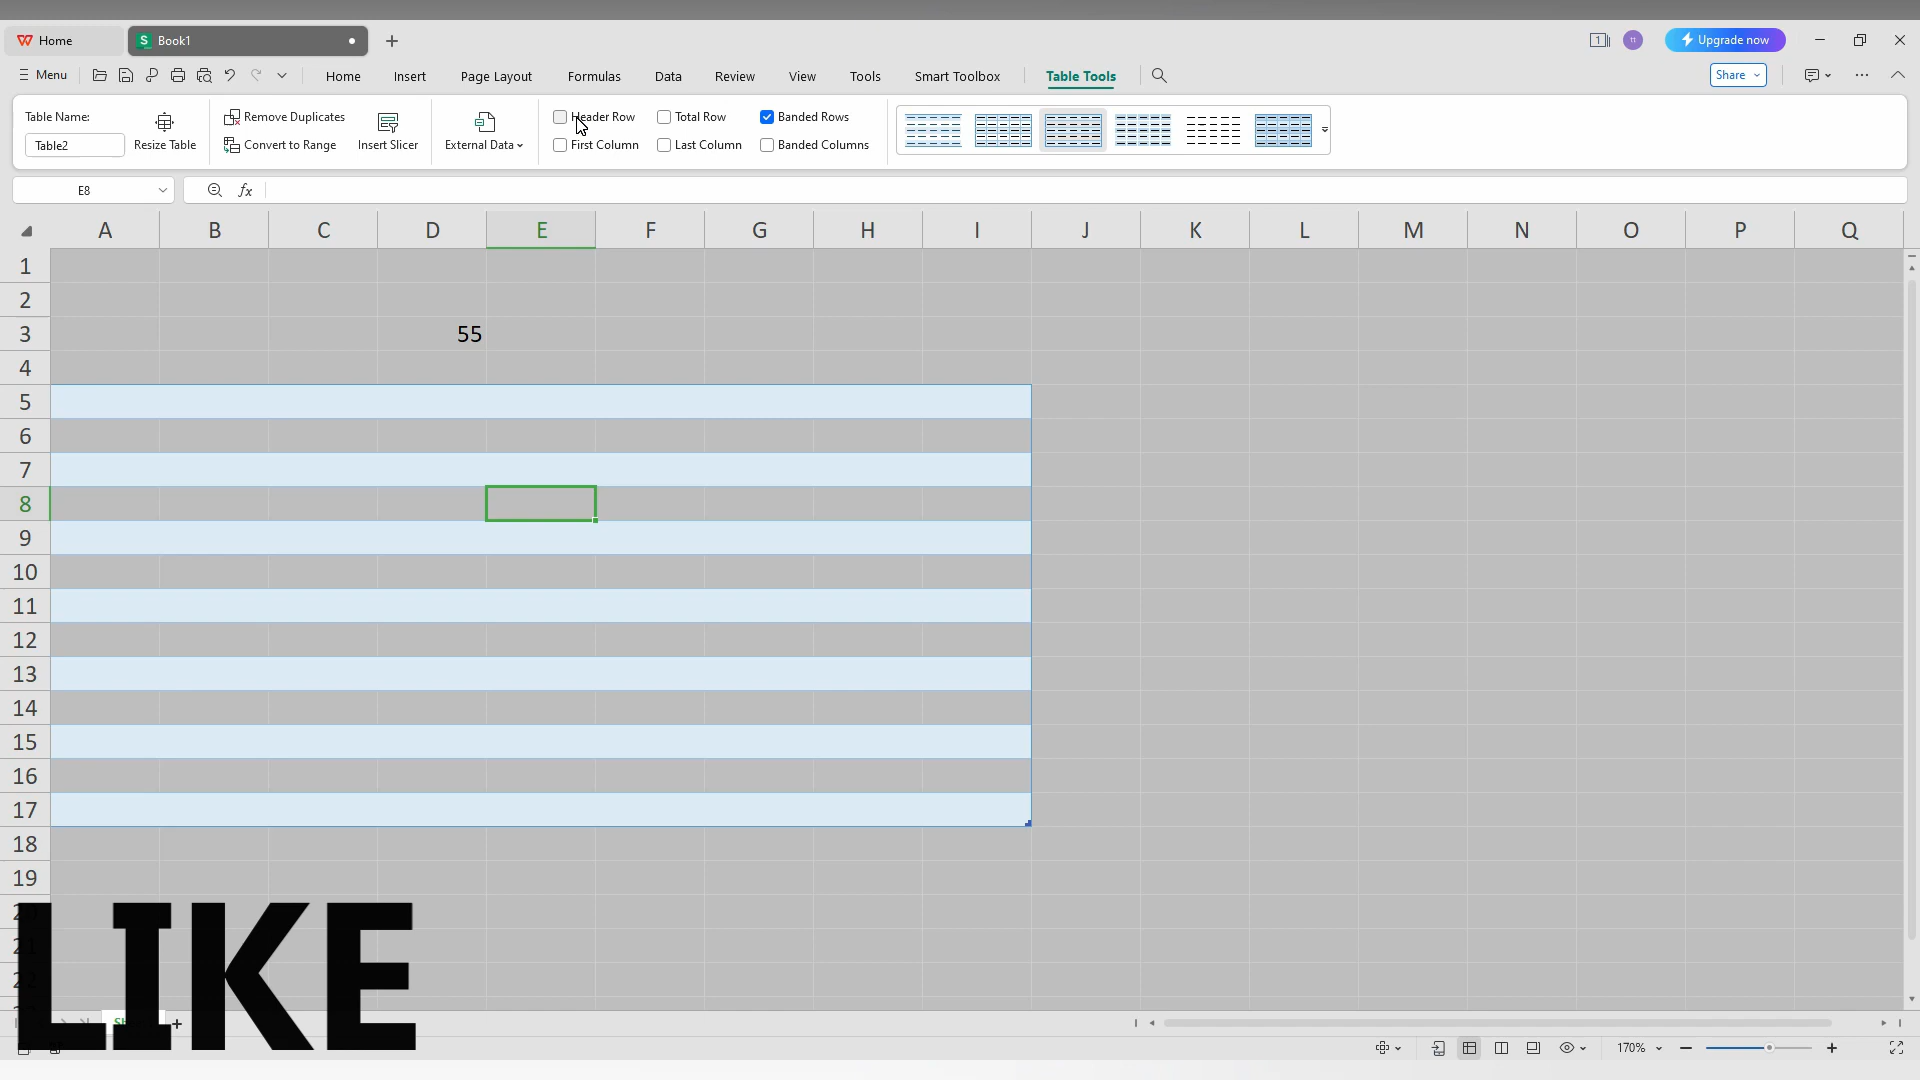 Home
S Book1
Upgrade now
Menu
Home Insert Page Layout Formulas Data Review View Tools Smart Toolbox Table Tools
Share
Table Name:
Table2
Resize Table
Remove Duplicates
Convert to Range
Insert Slicer
External Data
Header Row Total Row Banded Rows
First Column Last Column Banded Columns
E8
fx
A B C D E F G H I J K L M N O P Q
1
2
3 55
4
5
6
7
8
9
10
11
12
13
14
15
16
17
18
19
LIKE
170%